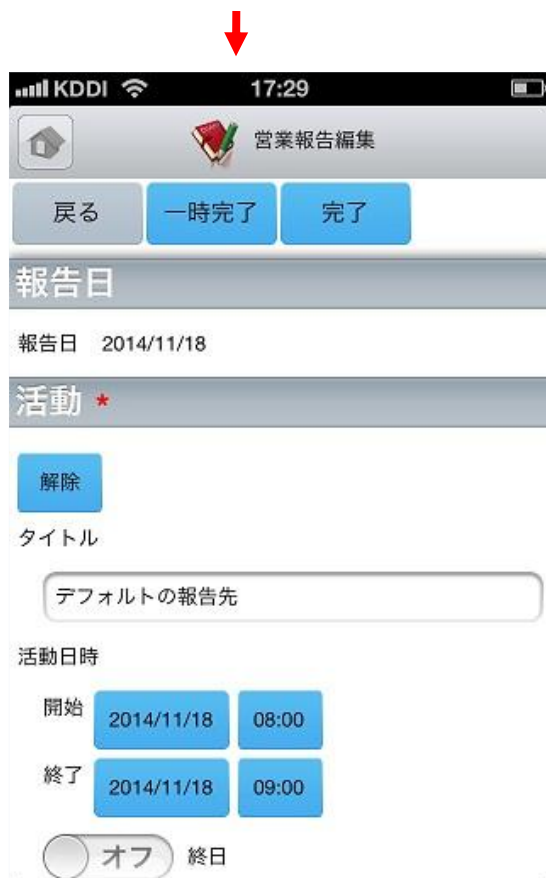 KDDI 17:29
営業報告編集
戻る 一時完了 完了
報告日
報告日 2014/11/18
活動 *
解除
タイトル
デフォルトの報告先
活動日時
開始 2014/11/18 08:00
終了 2014/11/18 09:00
オフ 終日